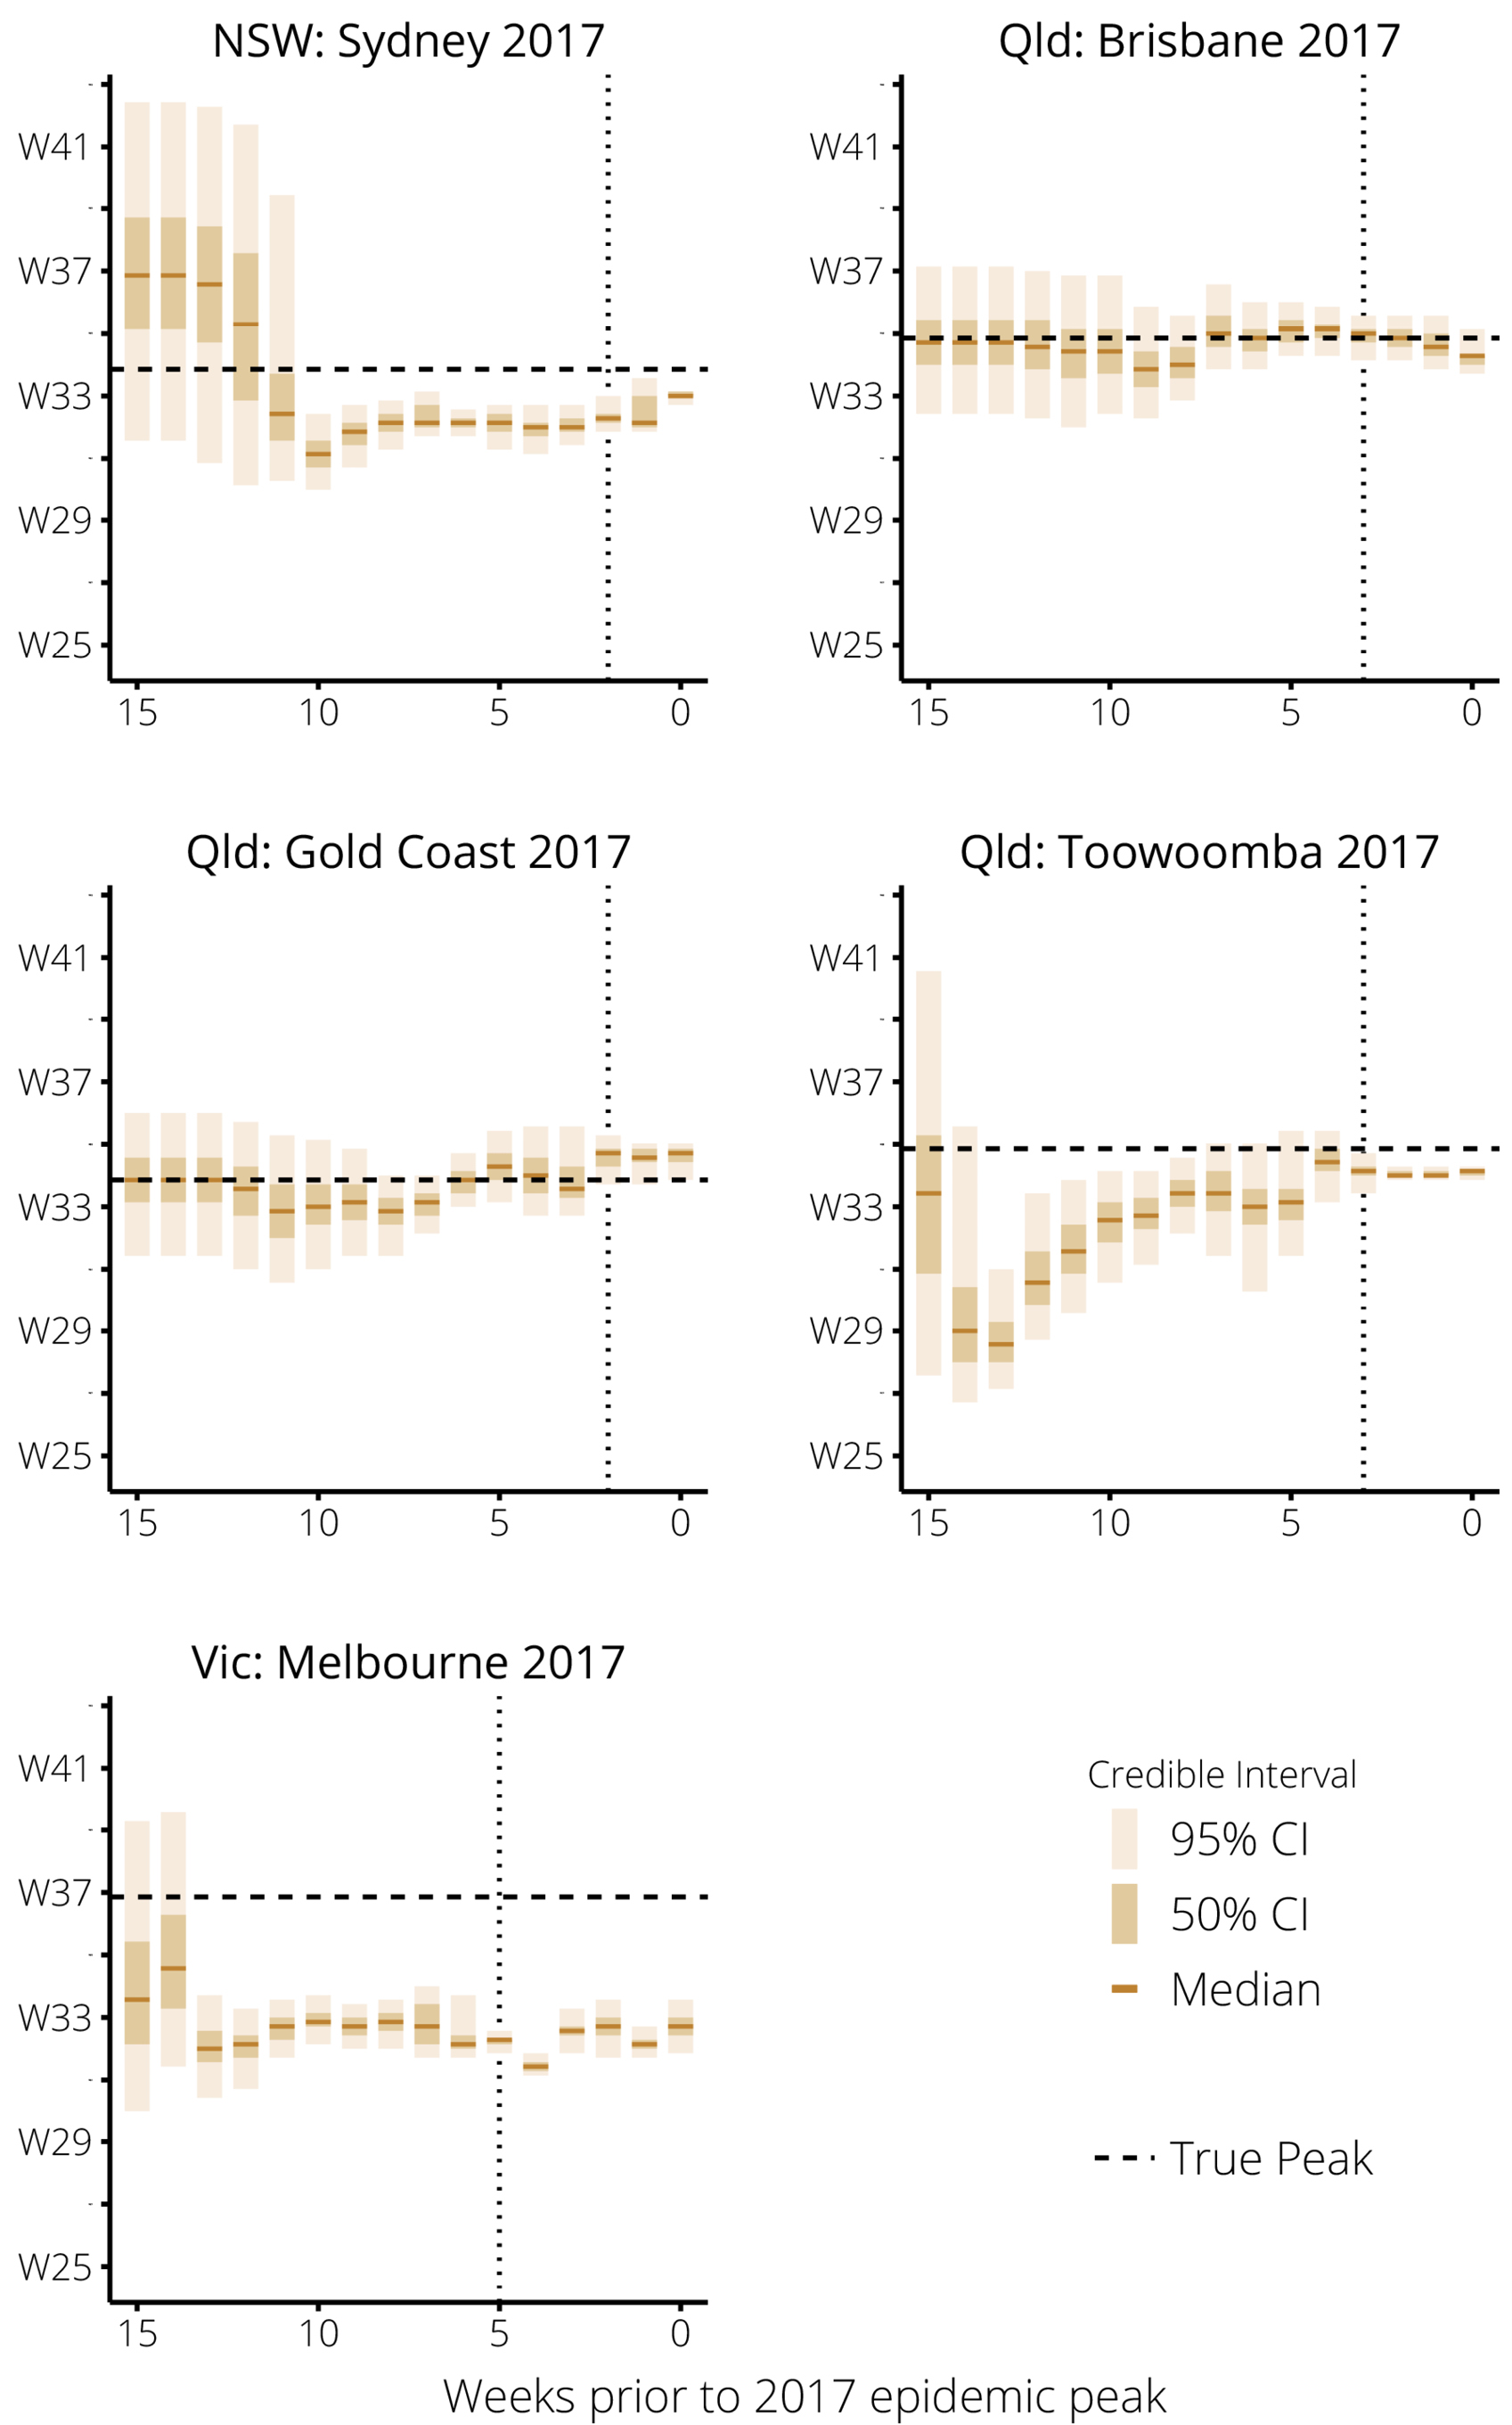 NSW: Sydney 2017
W41
W37
W33
W29
W25
15 10 5 0
Qld: Brisbane 2017
W41
W37
W33
W29
W25
15 10 5 0
Qld: Gold Coast 2017
W41
W37
W33
W29
W25
15 10 5 0
Qld: Toowoomba 2017
W41
W37
W33
W29
W25
15 10 5 0
Vic: Melbourne 2017
W41
W37
W33
W29
W25
15 10 5 0
Credible Interval
95% CI
50% CI
Median
True Peak
Weeks prior to 2017 epidemic peak